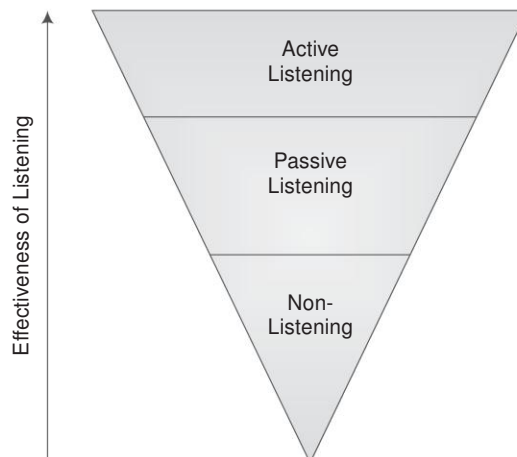 Active
Listening
Passive
Listening
Non-
Listening
Effectiveness of Listening